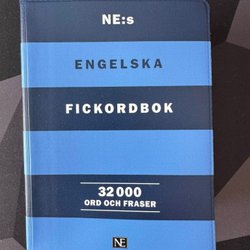 NE:s
ENGELSKA
FICKORDBOK
32 000
ORD OCH FRASER
NE